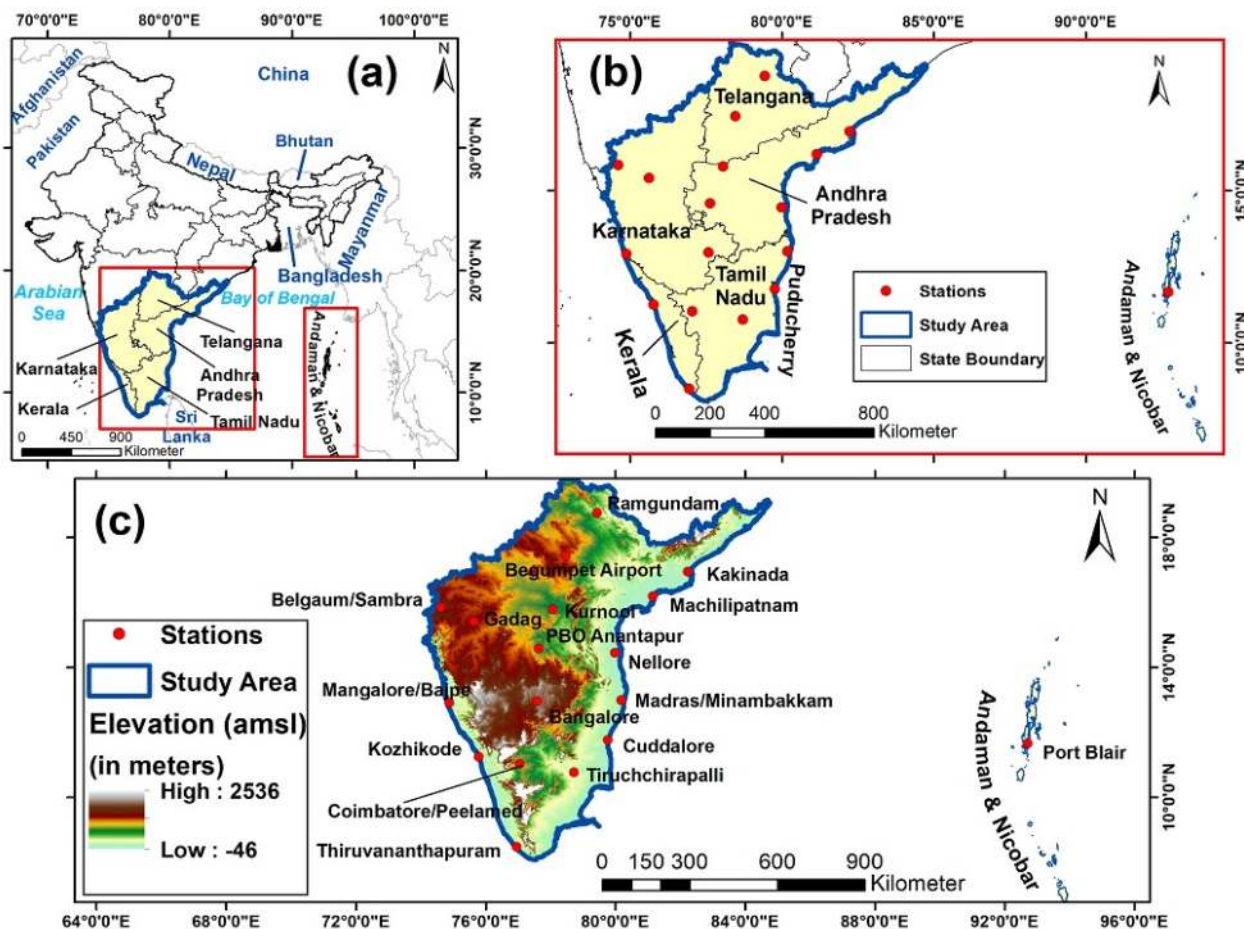 70°0'0"E 80°0'0"E 90°0'0"E 100°0'0"E
(a)
N
China
Afghanistan
Pakistan
Nepal
Bhutan
Mayanmar
Bangladesh
Arabian
Sea
Bay of Bengal
Telangana
Karnataka
Andhra
Pradesh
Kerala
Tamil Nadu
Sri
Lanka
Andaman & Nicobar
0 450 900
Kilometer
30°0'0"N
20°0'0"N
10°0'0"N
75°0'0"E 80°0'0"E 85°0'0"E 90°0'0"E
(b)
N
Telangana
Andhra
Pradesh
Karnataka
Tamil
Nadu
Puducherry
Kerala
Stations
Study Area
State Boundary
Andaman & Nicobar
0 130 260 440 800
Kilometer
15°0'0"N
10°0'0"N
(c)
N
Ramgundam
Begumpet Airport
Kakinada
Belgaum/Sambra
Gadag
Kurnool
Machilipatnam
PBO Anantapur
Nellore
Mangalore/Bajpe
Bangalore
Madras/Minambakkam
Kozhikode
Cuddalore
Tiruchchirapalli
Coimbatore/Peelamed
Thiruvananthapuram
Port Blair
Andaman & Nicobar
Stations
Study Area
Elevation (amsl)
(in meters)
High : 2536
Low : -46
0 150 300 600 900
Kilometer
18°0'0"N
14°0'0"N
10°0'0"N
64°0'0"E 68°0'0"E 72°0'0"E 76°0'0"E 80°0'0"E 84°0'0"E 88°0'0"E 92°0'0"E 96°0'0"E